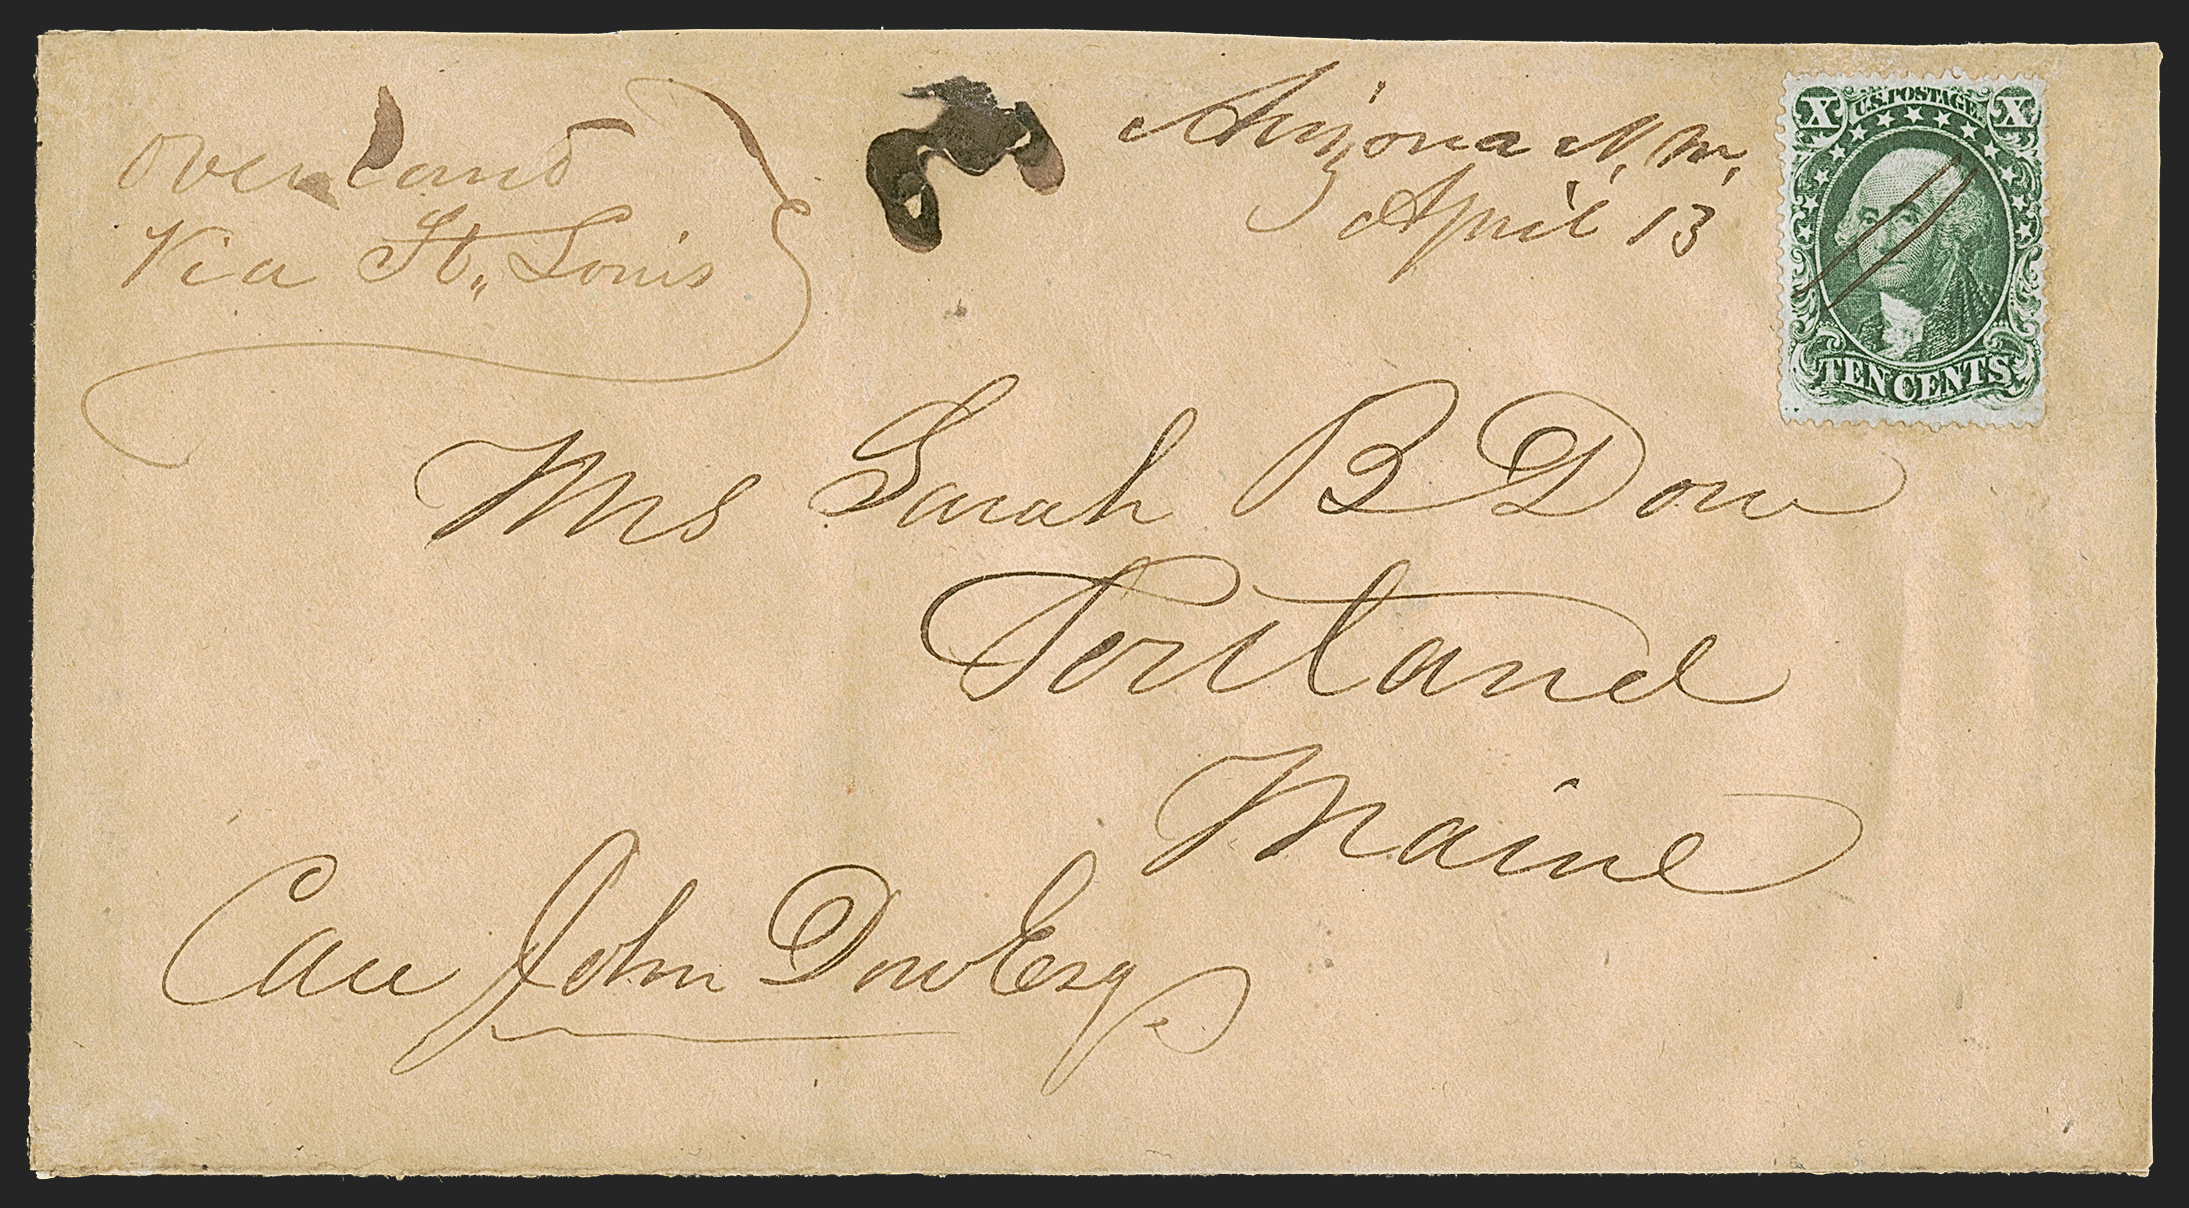 Overland
Via St. Louis
Arizona N. M.
April 13
X U.S. POSTAGE X
TEN CENTS
Mrs Sarah B Dow
Portland
Maine
Care John Dow Esq